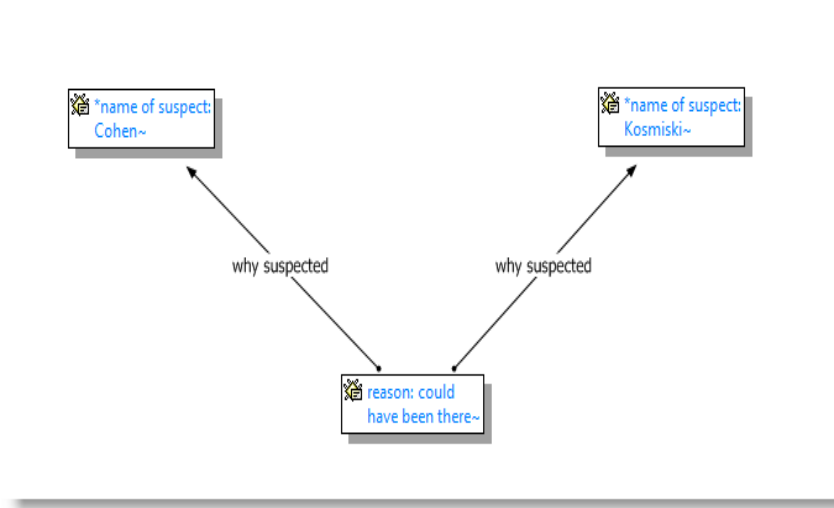 *name of suspect:
Cohen~
*name of suspect:
Kosmiski~
why suspected
why suspected
reason: could
have been there~